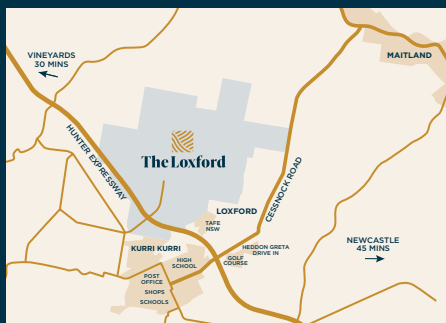 VINEYARDS
30 MINS
MAITLAND
HUNTER EXPRESSWAY
The Loxford
CESSNOCK ROAD
LOXFORD
TAFE
NSW
KURRI KURRI
HEDDON GRETA
DRIVE IN
NEWCASTLE
45 MINS
HIGH
SCHOOL
GOLF
COURSE
POST
OFFICE
SHOPS
SCHOOLS